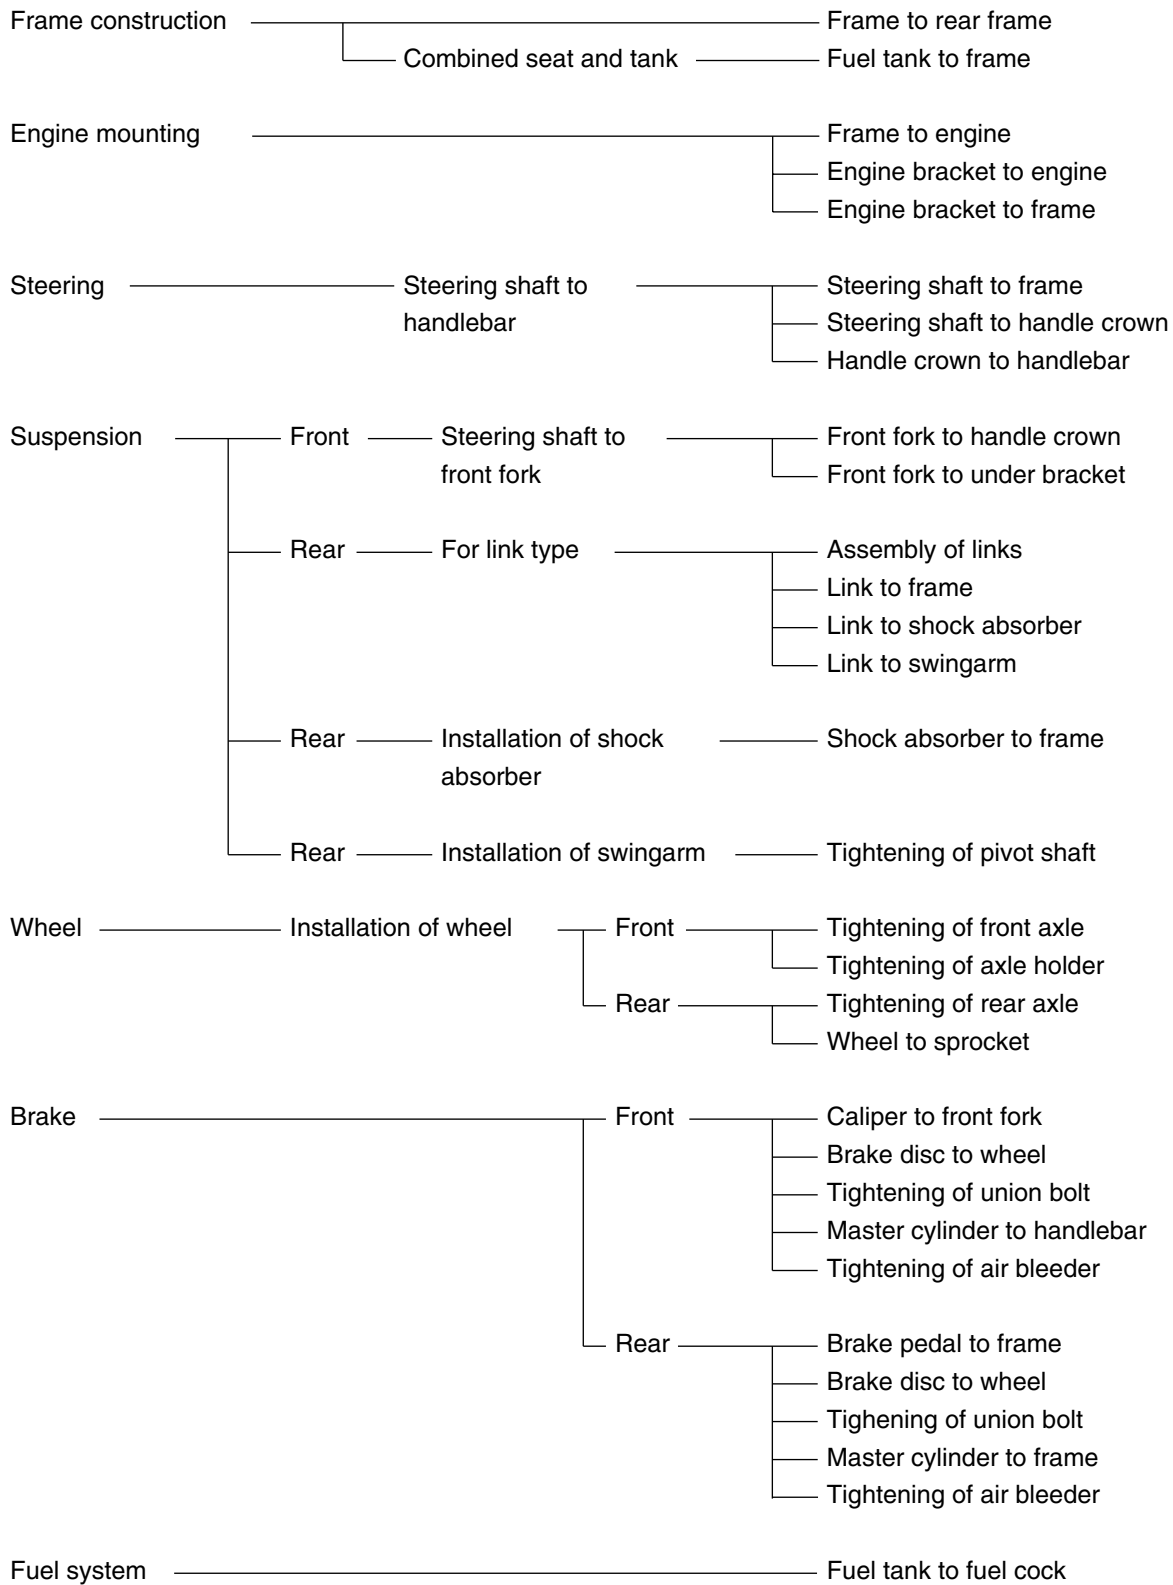 Frame construction Frame to rear frame
Combined seat and tank Fuel tank to frame
Engine mounting Frame to engine
Engine bracket to engine
Engine bracket to frame
Steering Steering shaft to Steering shaft to frame
handlebar Steering shaft to handle crown
Handle crown to handlebar
Suspension Front Steering shaft to Front fork to handle crown
front fork Front fork to under bracket
Rear For link type Assembly of links
Link to frame
Link to shock absorber
Link to swingarm
Rear Installation of shock Shock absorber to frame
absorber
Rear Installation of swingarm Tightening of pivot shaft
Wheel Installation of wheel Front Tightening of front axle
Tightening of axle holder
Rear Tightening of rear axle
Wheel to sprocket
Brake Front Caliper to front fork
Brake disc to wheel
Tightening of union bolt
Master cylinder to handlebar
Tightening of air bleeder
Rear Brake pedal to frame
Brake disc to wheel
Tighening of union bolt
Master cylinder to frame
Tightening of air bleeder
Fuel system Fuel tank to fuel cock